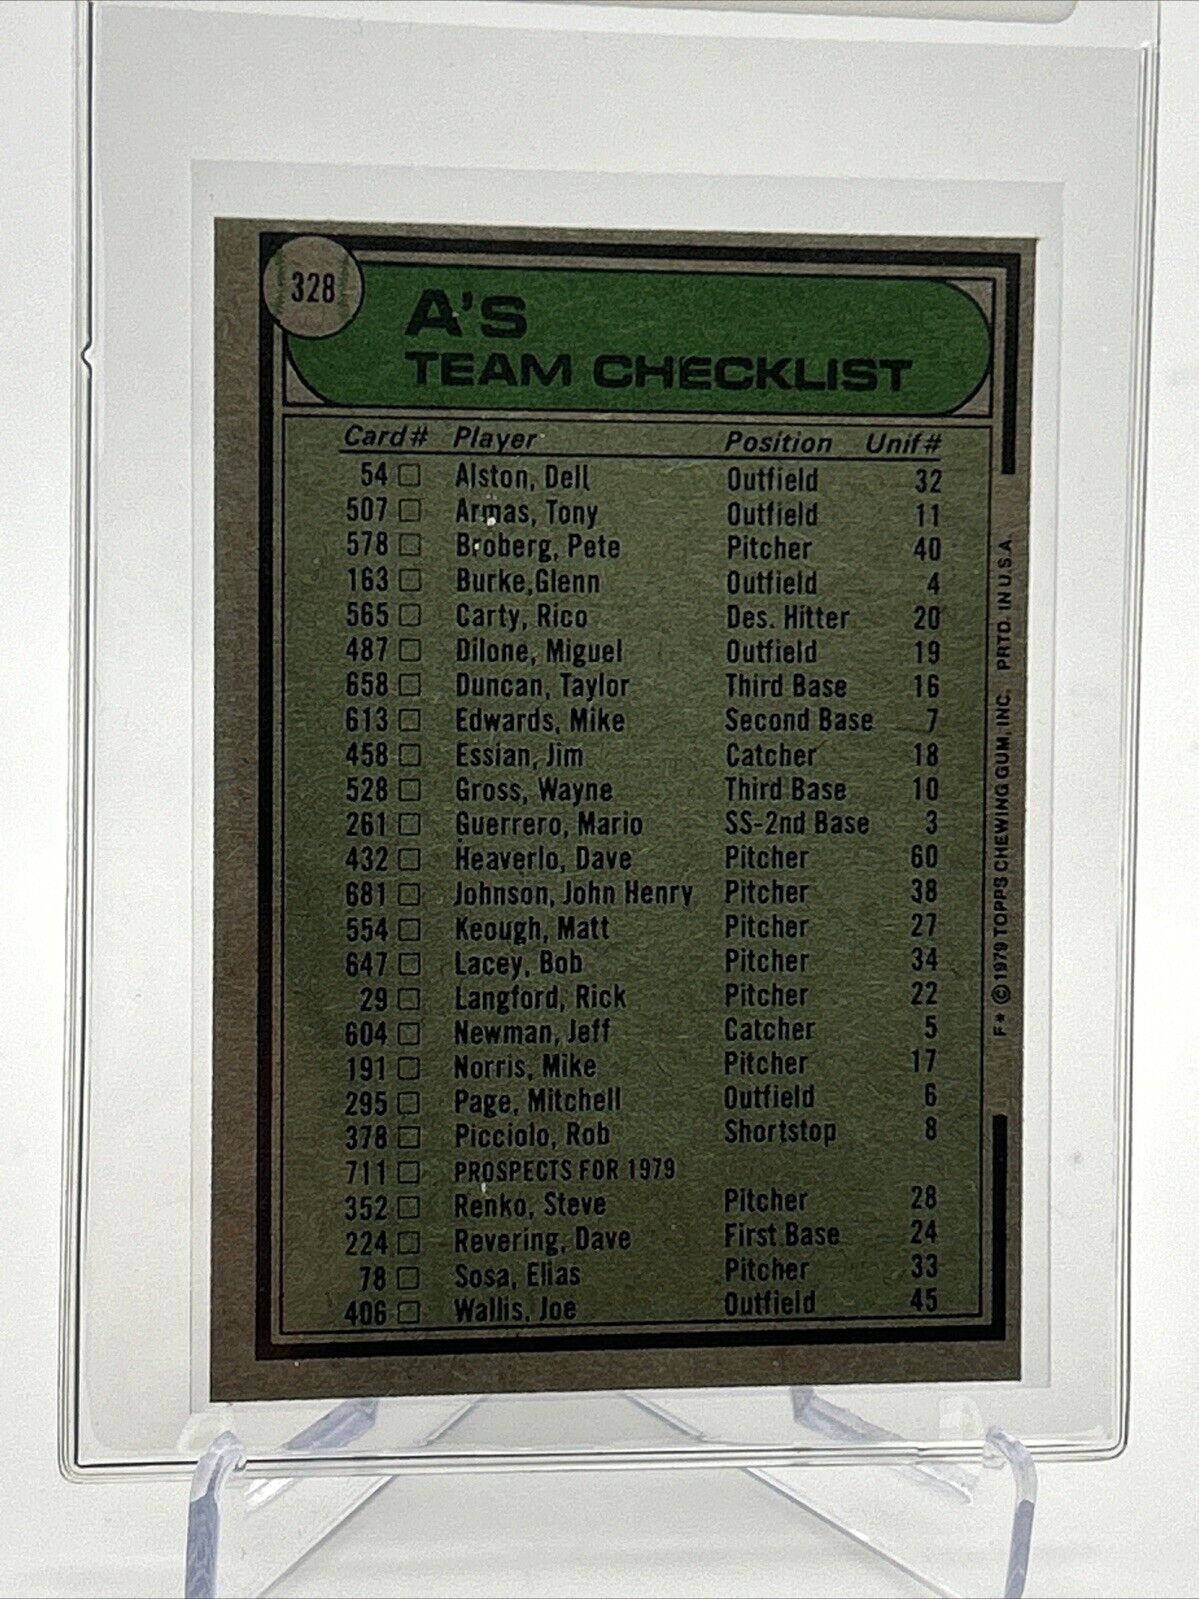 328
A'S
TEAM CHECKLIST
Card# Player Position Unif#
54 Alston, Dell Outfield 32
507 Armas, Tony Outfield 11
578 Broberg, Pete Pitcher 40
163 Burke,Glenn Outfield 4
565 Carty, Rico Des. Hitter 20
487 Dilone, Miguel Outfield 19
658 Duncan, Taylor Third Base 16
613 Edwards, Mike Second Base 7
458 Essian, Jim Catcher 18
528 Gross, Wayne Third Base 10
261 Guerrero, Mario SS-2nd Base 3
432 Heaverlo, Dave Pitcher 60
681 Johnson, John Henry Pitcher 38
554 Keough, Matt Pitcher 27
647 Lacey, Bob Pitcher 34
29 Langford, Rick Pitcher 22
604 Newman, Jeff Catcher 5
191 Norris, Mike Pitcher 17
295 Page, Mitchell Outfield 6
378 Picciolo, Rob Shortstop 8
711 PROSPECTS FOR 1979
352 Renko, Steve Pitcher 28
224 Revering, Dave First Base 24
78 Sosa, Elias Pitcher 33
406 Wallis, Joe Outfield 45
F* © 1979 TOPPS CHEWING GUM, INC. PRTD. IN U.S.A.